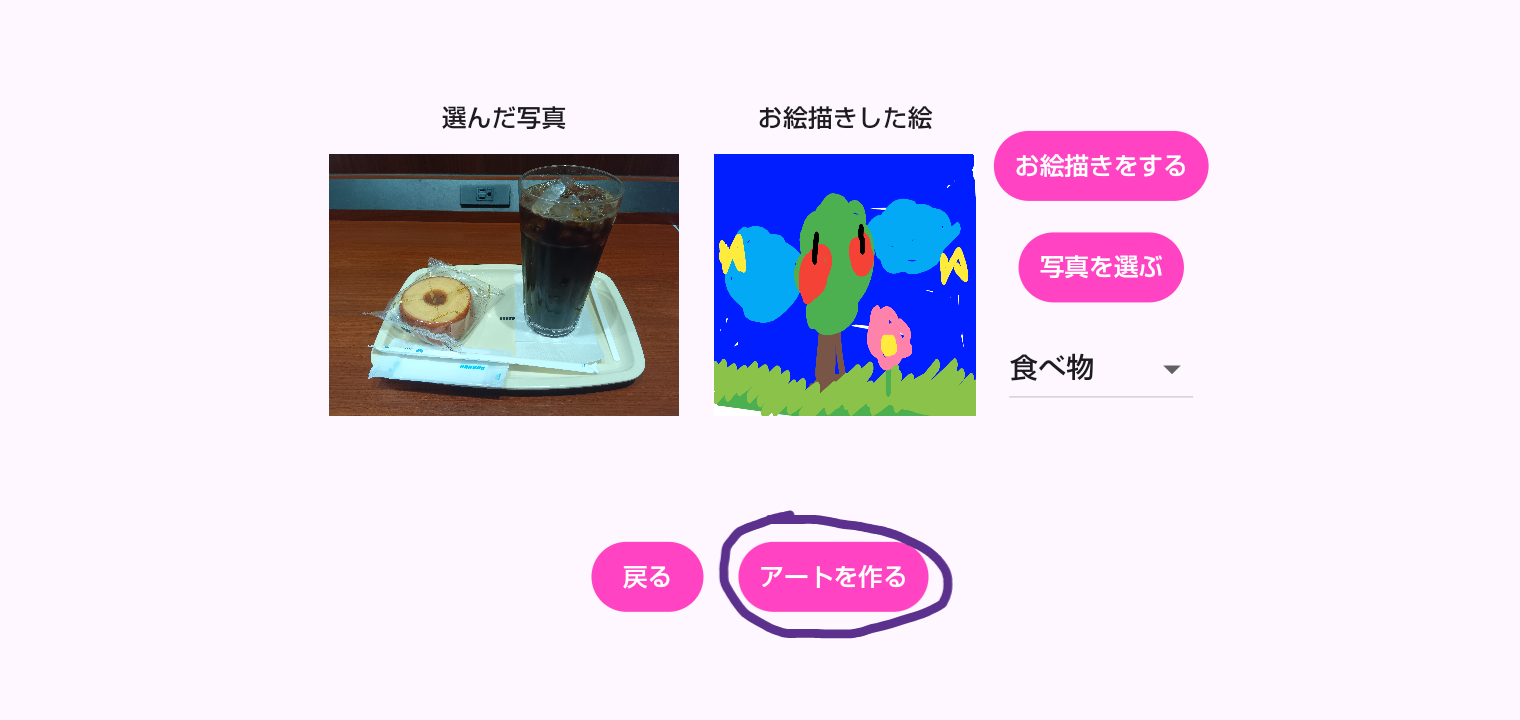 選んだ写真
お絵描きした絵
お絵描きをする
写真を選ぶ
食べ物
戻る
アートを作る